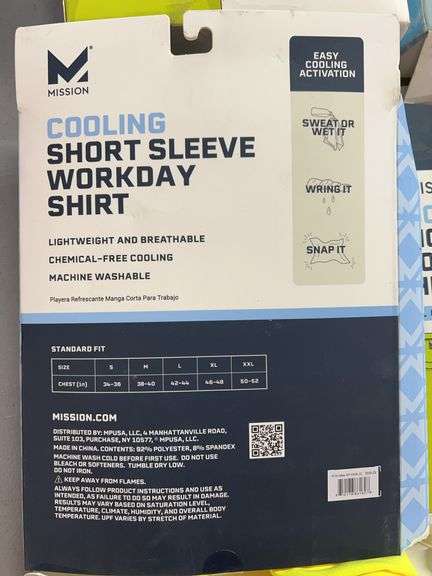 MISSION
COOLING
SHORT SLEEVE
WORKDAY
SHIRT
LIGHTWEIGHT AND BREATHABLE
CHEMICAL-FREE COOLING
MACHINE WASHABLE
Playera Refrescante Manga Corta Para Trabajo
EASY
COOLING
ACTIVATION
SWEAT OR
WET IT
WRING IT
SNAP IT
STANDARD FIT
SIZE S M L XL XXL
CHEST (in) 34-36 38-40 42-44 46-48 50-52
MISSION.COM
DISTRIBUTED BY: MPUSA, LLC, 4 MANHATTANVILLE ROAD,
SUITE 103, PURCHASE, NY 10577, © MPUSA, LLC.
MADE IN CHINA. CONTENTS: 92% POLYESTER, 8% SPANDEX
MACHINE WASH COLD BEFORE FIRST USE. DO NOT USE
BLEACH OR SOFTENERS. TUMBLE DRY LOW.
DO NOT IRON.
KEEP AWAY FROM FIRE.
ALWAYS FOLLOW PRODUCT INSTRUCTIONS AND USE AS
INTENDED, AS FAILURE TO DO SO MAY RESULT IN DAMAGE.
RESULTS MAY VARY BASED ON SATURATION LEVEL,
TEMPERATURE, CLIMATE, HUMIDITY, AND OVERALL BODY
TEMPERATURE. UPF VARIES BY STRETCH OF MATERIAL.